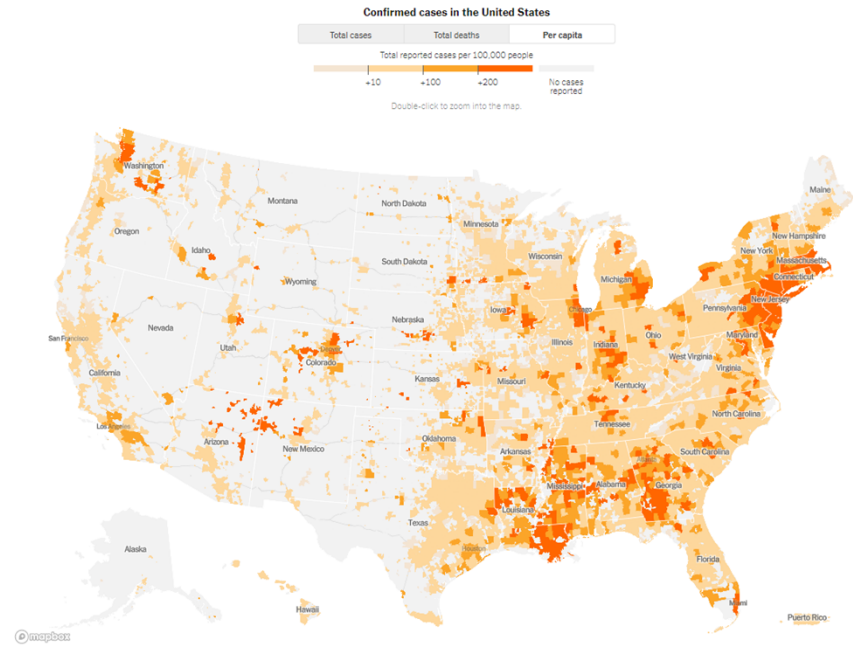 Confirmed cases in the United States
Total cases
Total deaths
Per capita
Total reported cases per 100,000 people
+10
+100
+200
No cases
reported
Double-click to zoom into the map.
Washington
Montana
North Dakota
Minnesota
Maine
Oregon
Idaho
Wyoming
South Dakota
Wisconsin
Michigan
New York
New Hampshire
Massachusetts
Connecticut
New Jersey
Pennsylvania
Nebraska
Iowa
Chicago
San Francisco
Nevada
Utah
Colorado
Kansas
Missouri
Illinois
Indiana
Ohio
Maryland
West Virginia
Virginia
Kentucky
California
Los Angeles
Arizona
New Mexico
Oklahoma
Arkansas
Tennessee
North Carolina
South Carolina
Mississippi
Alabama
Georgia
Louisiana
Texas
Houston
Florida
Miami
Alaska
Hawaii
Puerto Rico
mapbox